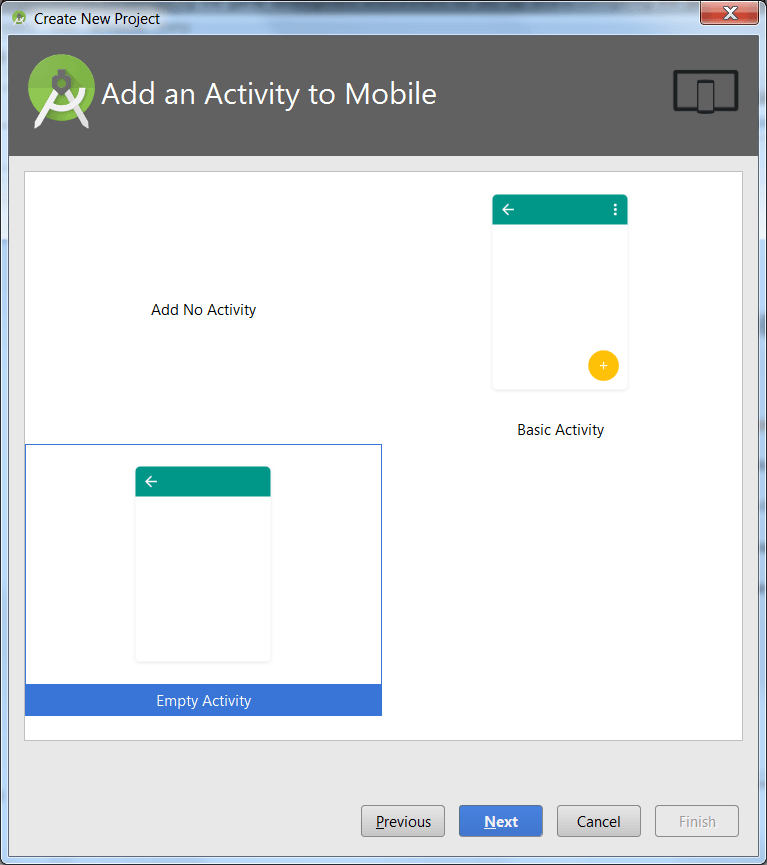 Create New Project
Add an Activity to Mobile
Add No Activity
Basic Activity
Empty Activity
Previous
Next
Cancel
Finish